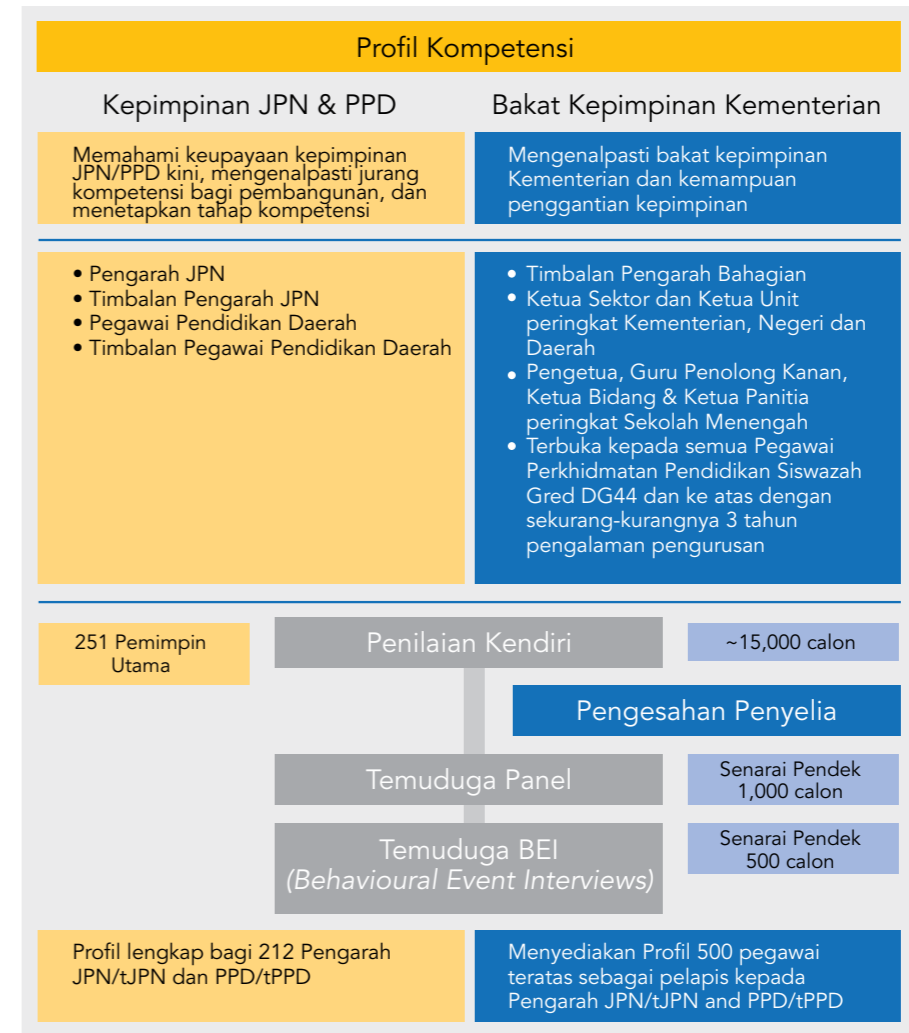 Profil Kompetensi
Kepimpinan JPN & PPD
Bakat Kepimpinan Kementerian
Memahami keupayaan kepimpinan
JPN/PPD kini, mengenalpasti jurang
kompetensi bagi pembangunan, dan
menetapkan tahap kompetensi
Mengenalpasti bakat kepimpinan
Kementerian dan kemampuan
penggantian kepimpinan
• Pengarah JPN
• Timbalan Pengarah JPN
• Pegawai Pendidikan Daerah
• Timbalan Pegawai Pendidikan Daerah
• Timbalan Pengarah Bahagian
• Ketua Sektor dan Ketua Unit
peringkat Kementerian, Negeri dan
Daerah
• Pengetua, Guru Penolong Kanan,
Ketua Bidang & Ketua Panitia
peringkat Sekolah Menengah
• Terbuka kepada semua Pegawai
Perkhidmatan Pendidikan Siswazah
Gred DG44 dan ke atas dengan
sekurang-kurangnya 3 tahun
pengalaman pengurusan
251 Pemimpin
Utama
Penilaian Kendiri
~15,000 calon
Pengesahan Penyelia
Temuduga Panel
Senarai Pendek
1,000 calon
Temuduga BEI
(Behavioural Event Interviews)
Senarai Pendek
500 calon
Profil lengkap bagi 212 Pengarah
JPN/tJPN dan PPD/tPPD
Menyediakan Profil 500 pegawai
teratas sebagai pelapis kepada
Pengarah JPN/tJPN and PPD/tPPD